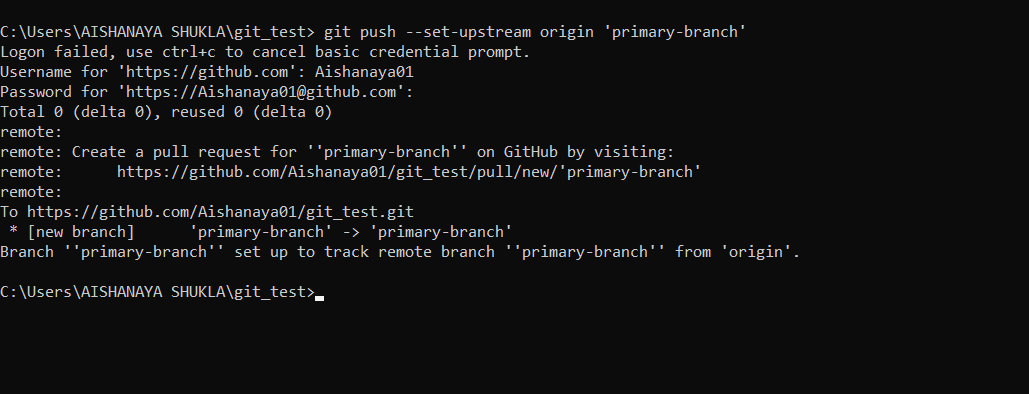 C:\Users\AISHANAYA SHUKLA\git_test> git push --set-upstream origin 'primary-branch'
Logon failed, use ctrl+c to cancel basic credential prompt.
Username for 'https://github.com': Aishanaya01
Password for 'https://Aishanaya01@github.com':
Total 0 (delta 0), reused 0 (delta 0)
remote:
remote: Create a pull request for ''primary-branch'' on GitHub by visiting:
remote:      https://github.com/Aishanaya01/git_test/pull/new/'primary-branch'
remote:
To https://github.com/Aishanaya01/git_test.git
 * [new branch]      'primary-branch' -> 'primary-branch'
Branch ''primary-branch'' set up to track remote branch ''primary-branch'' from 'origin'.
C:\Users\AISHANAYA SHUKLA\git_test>